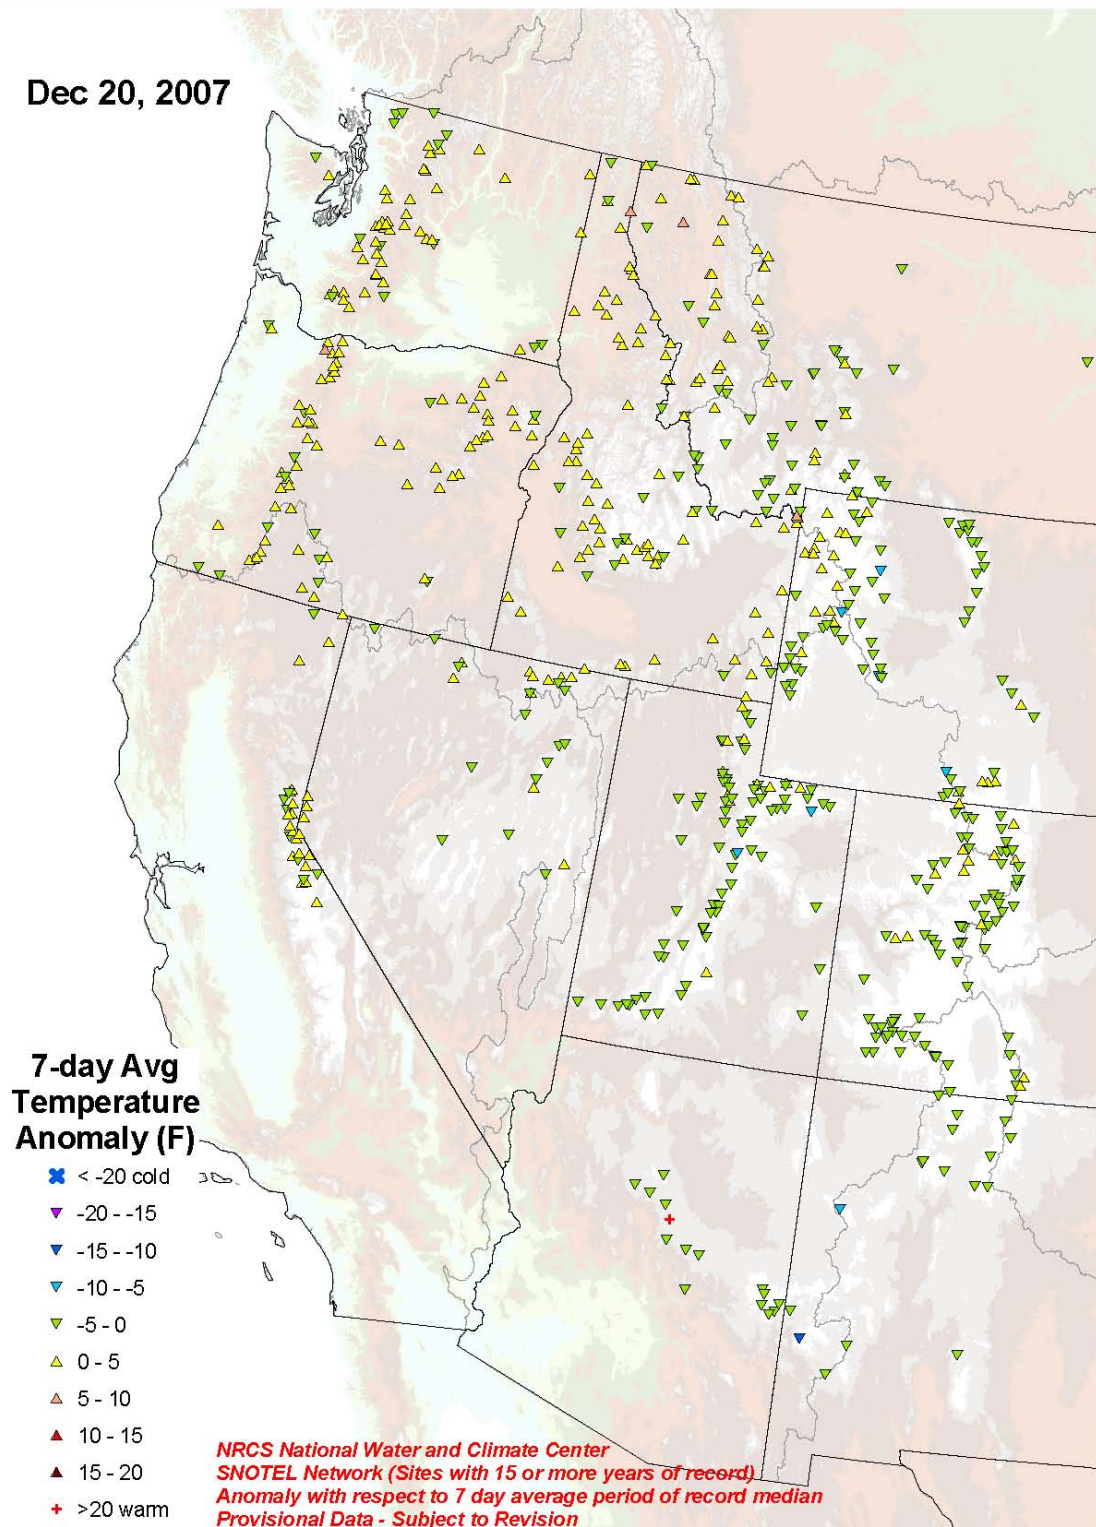 Dec 20, 2007
7-day Avg
Temperature
Anomaly (F)
< -20 cold
-20 - -15
-15 - -10
-10 - -5
-5 - 0
0 - 5
5 - 10
10 - 15
15 - 20
>20 warm
NRCS National Water and Climate Center
SNOTEL Network (Sites with 15 or more years of record)
Anomaly with respect to 7 day average period of record median
Provisional Data - Subject to Revision